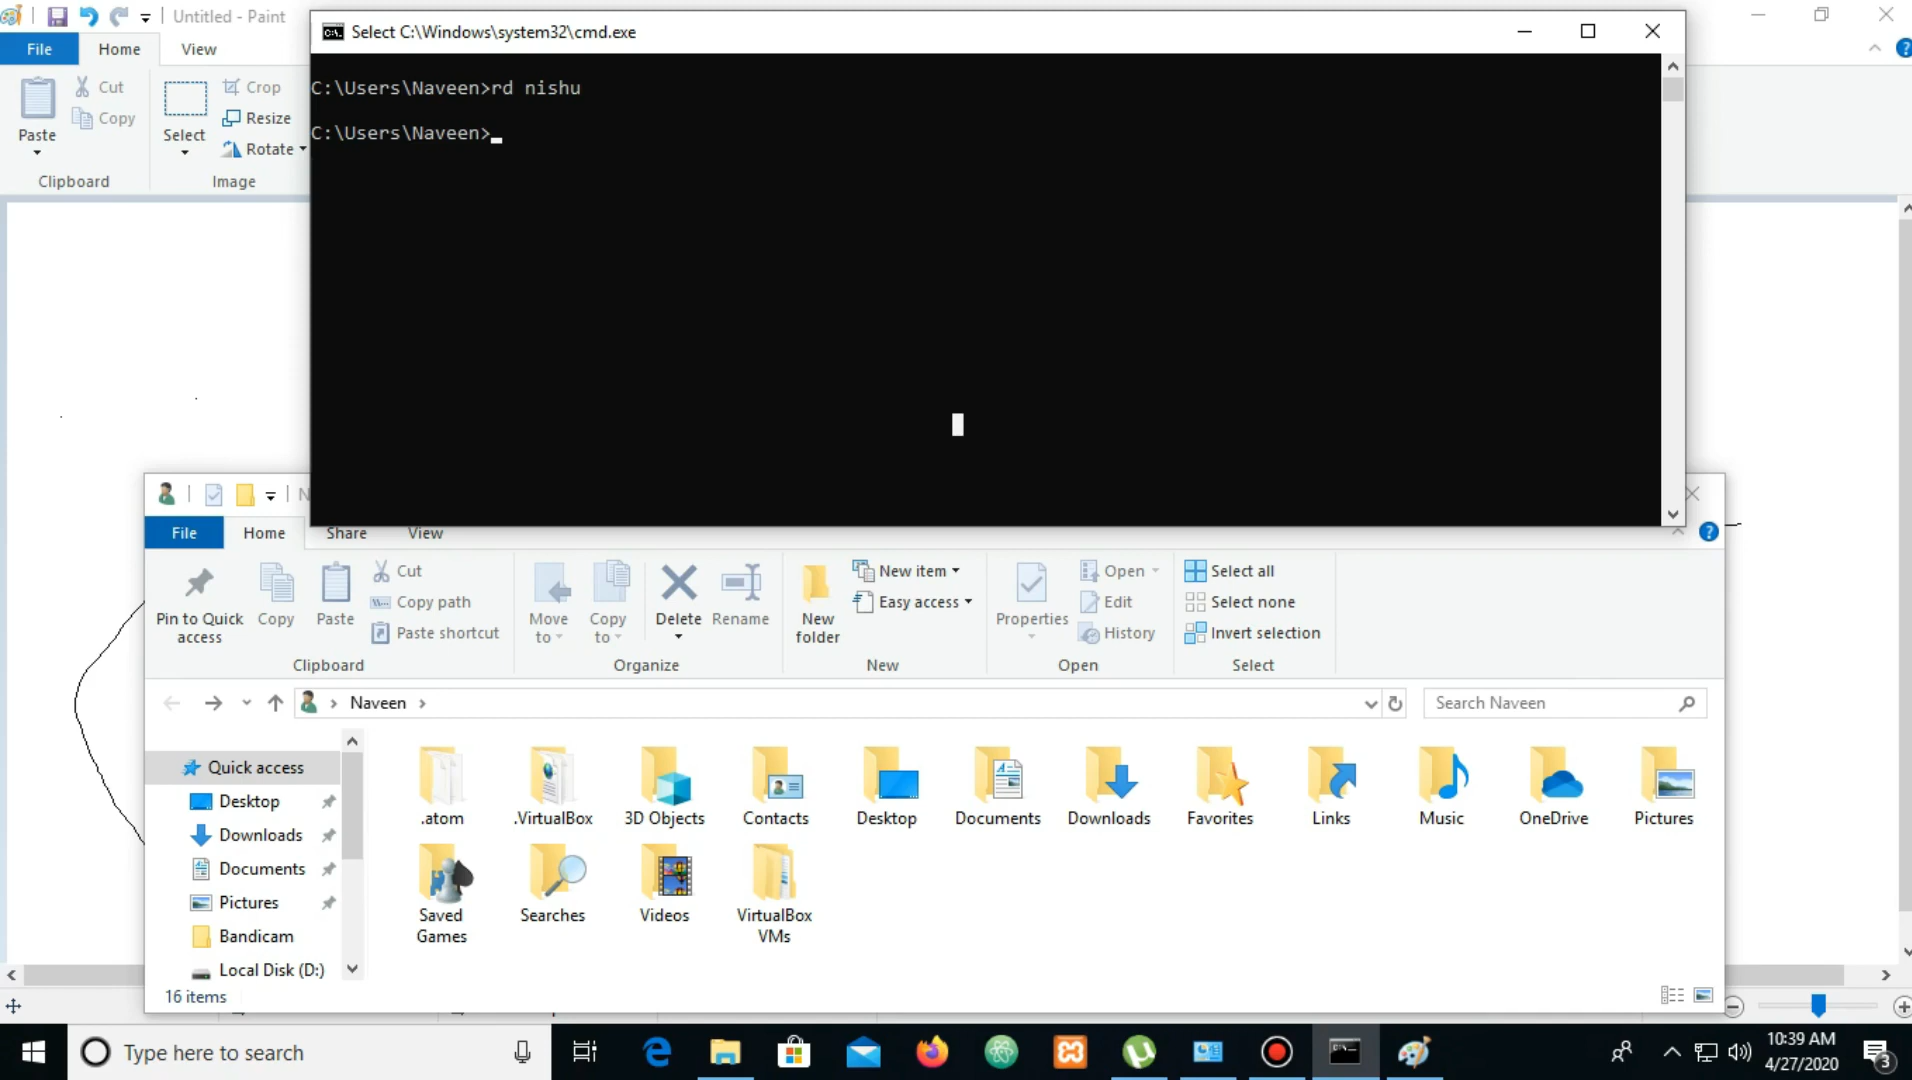 Untitled - Paint
File Home View
Paste
Cut
Copy
Clipboard
Select
Crop
Resize
Rotate
Image
Select C:\Windows\system32\cmd.exe
C:\Users\Naveen>rd nishu
C:\Users\Naveen>
N
File Home Share View
Pin to Quick access
Copy
Paste
Cut
Copy path
Paste shortcut
Clipboard
Move to
Copy to
Delete
Rename
Organize
New folder
New item
Easy access
New
Properties
Open
Edit
History
Open
Select all
Select none
Invert selection
Select
Naveen
Search Naveen
Quick access
Desktop
Downloads
Documents
Pictures
Bandicam
Local Disk (D:)
.atom
.VirtualBox
3D Objects
Contacts
Desktop
Documents
Downloads
Favorites
Links
Music
OneDrive
Pictures
Saved Games
Searches
Videos
VirtualBox VMs
16 items
Type here to search
10:39 AM
4/27/2020
3